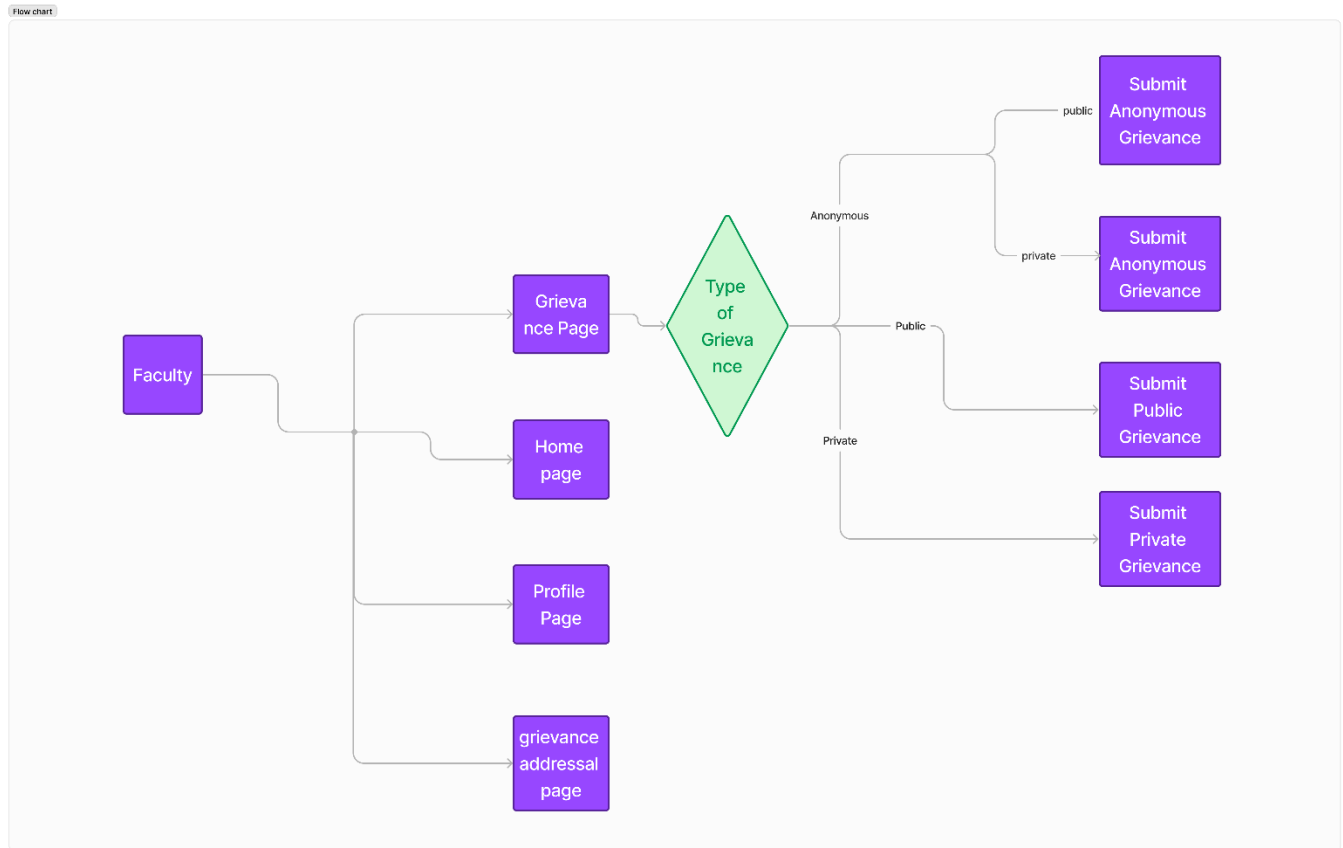 Flow chart
Faculty
Grieva
nce Page
Home
page
Profile
Page
grievance
addressal
page
Type
of
Grieva
nce
Anonymous
Public
Private
public
private
Submit
Anonymous
Grievance
Submit
Anonymous
Grievance
Submit
Public
Grievance
Submit
Private
Grievance